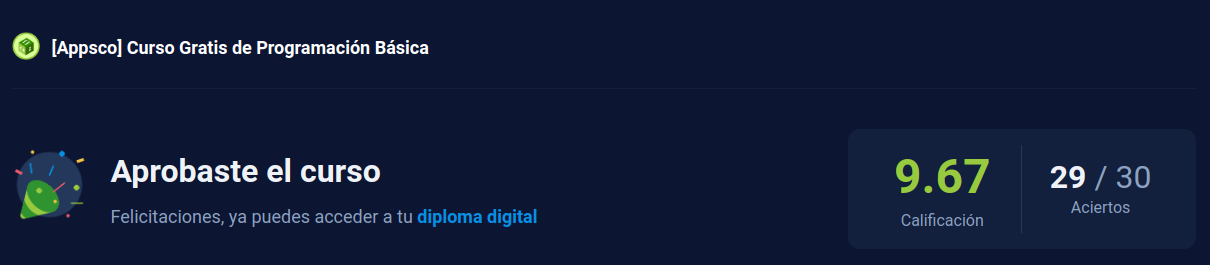 [Appsco] Curso Gratis de Programación Básica
Aprobaste el curso
Felicitaciones, ya puedes acceder a tu diploma digital
9.67
Calificación
29 / 30
Aciertos